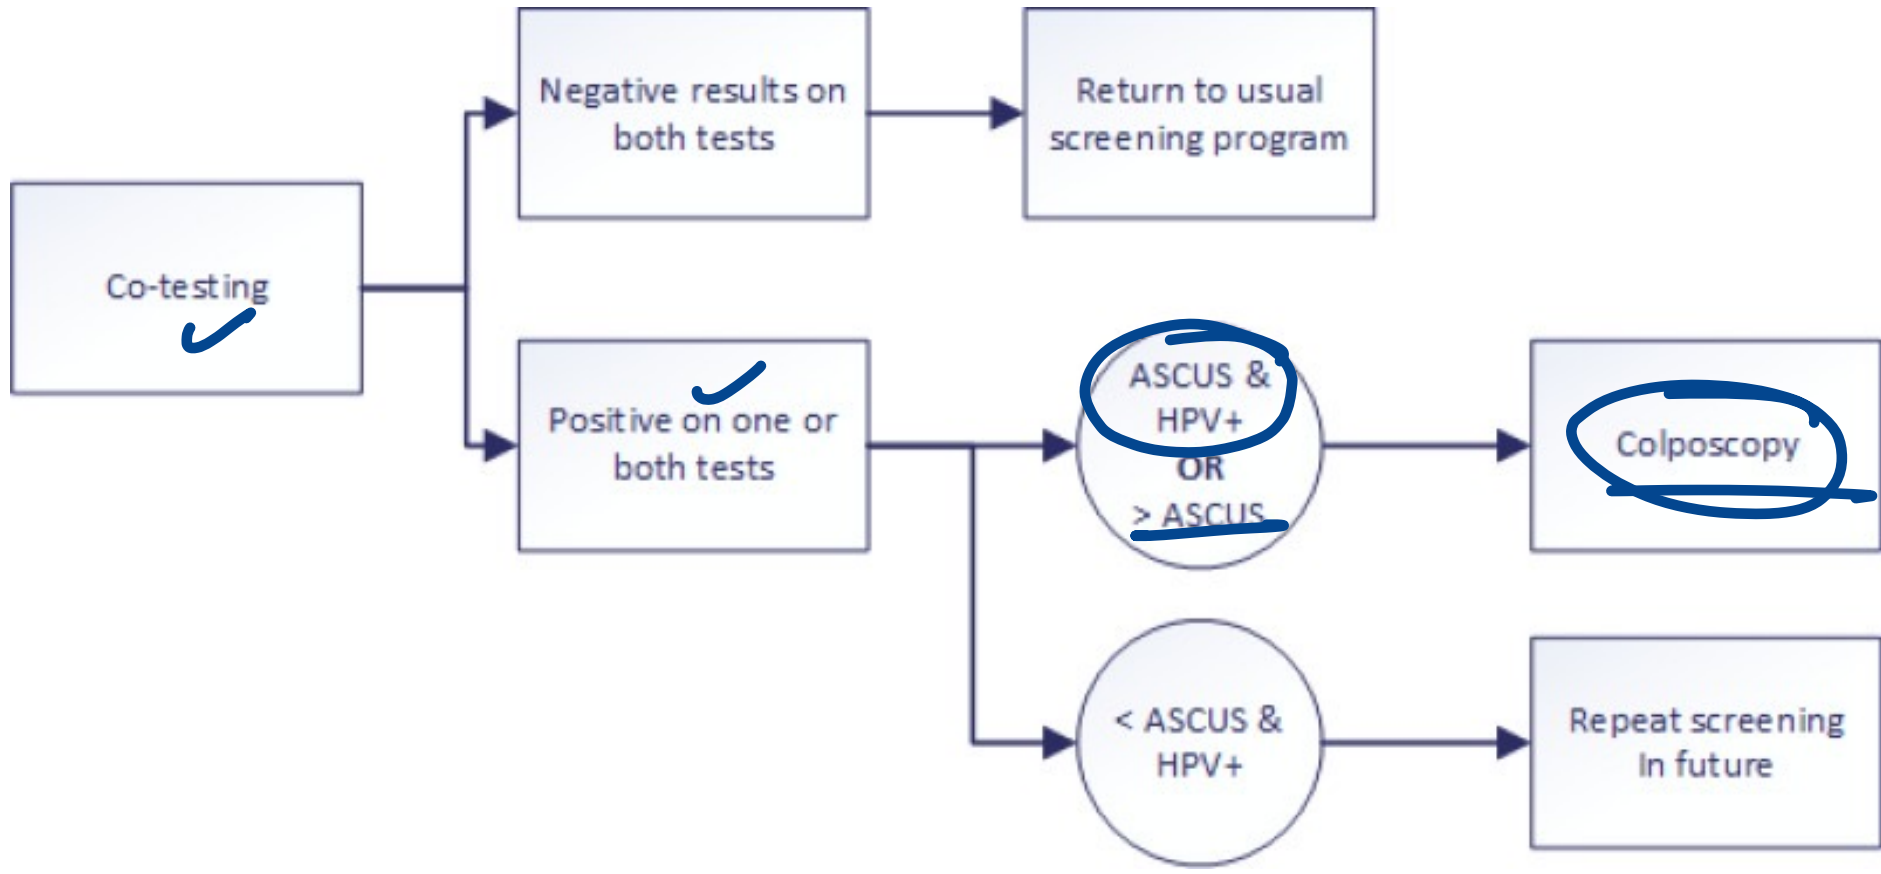 Negative results on
both tests
Return to usual
screening program
Co-testing
Positive on one or
both tests
ASCUS &
HPV+
OR
> ASCUS
Colposcopy
< ASCUS &
HPV+
Repeat screening
In future